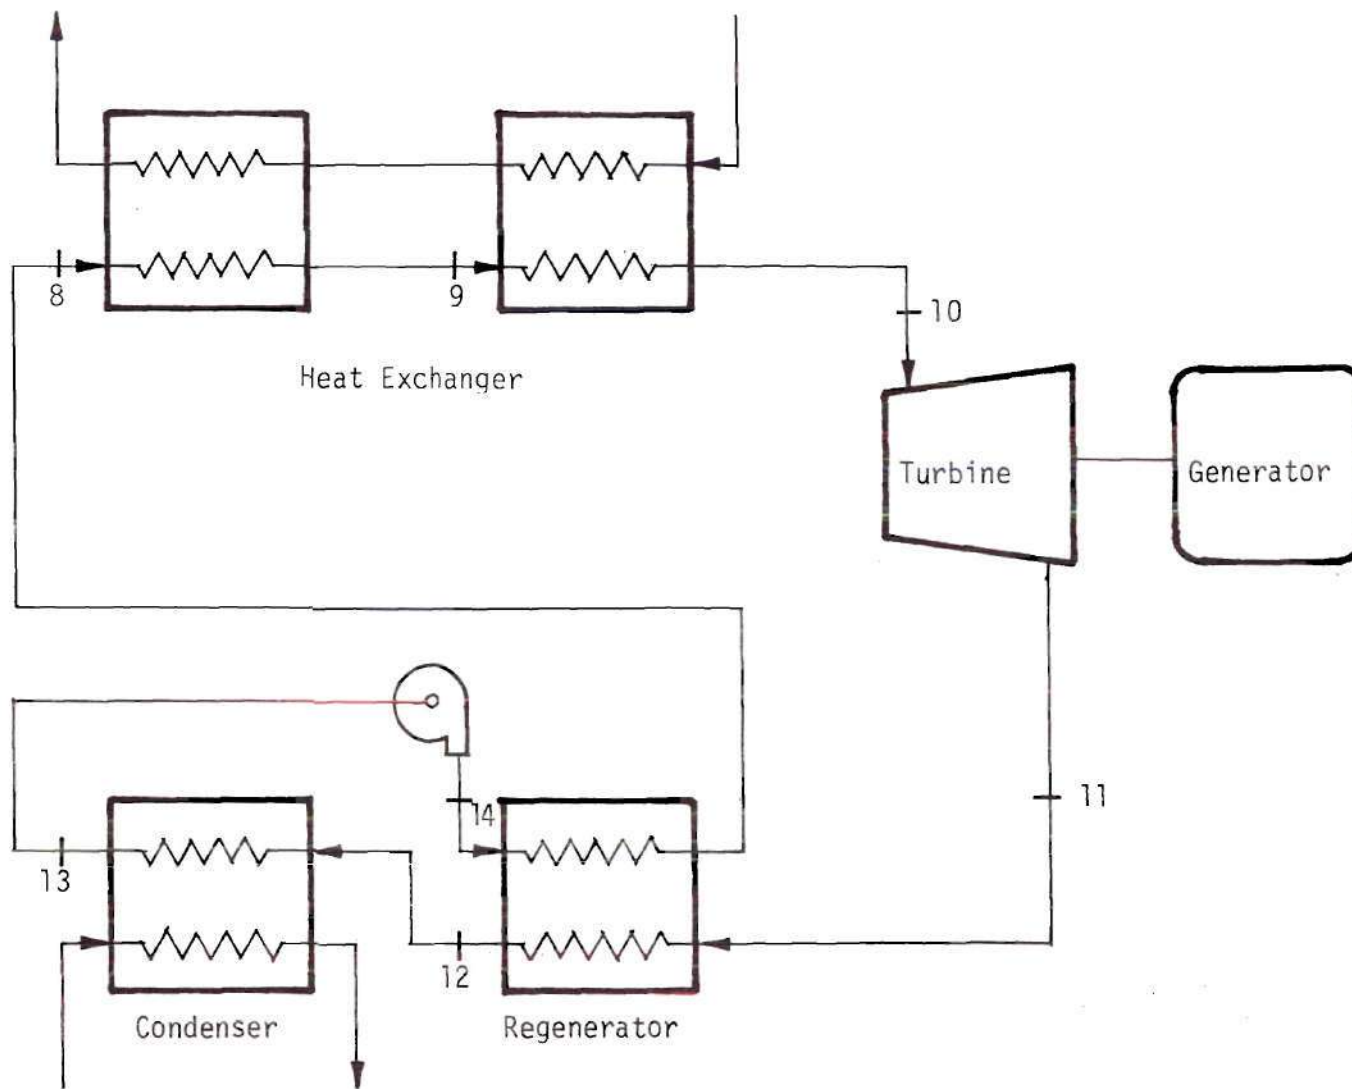 8
9
10
Heat Exchanger
Turbine
Generator
14
11
13
12
Condenser
Regenerator